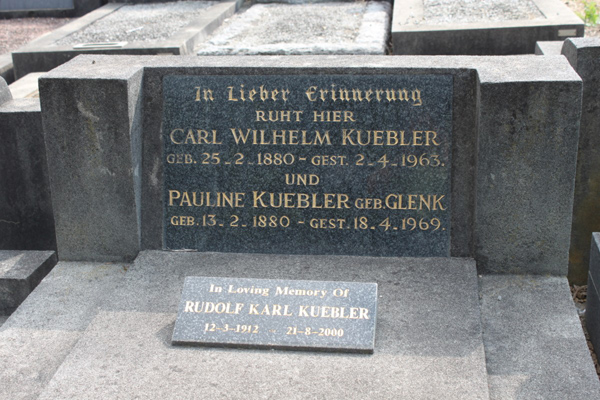 In Lieber Erinnerung
RUHT HIER
CARL WILHELM KUEBLER
GEB. 25-2-1880 - GEST. 2-4-1963.
UND
PAULINE KUEBLER GEB. GLENK
GEB. 13-2-1880 - GEST. 18-4-1969.
In Loving Memory Of
RUDOLF KARL KUEBLER
12-3-1912 21-8-2000